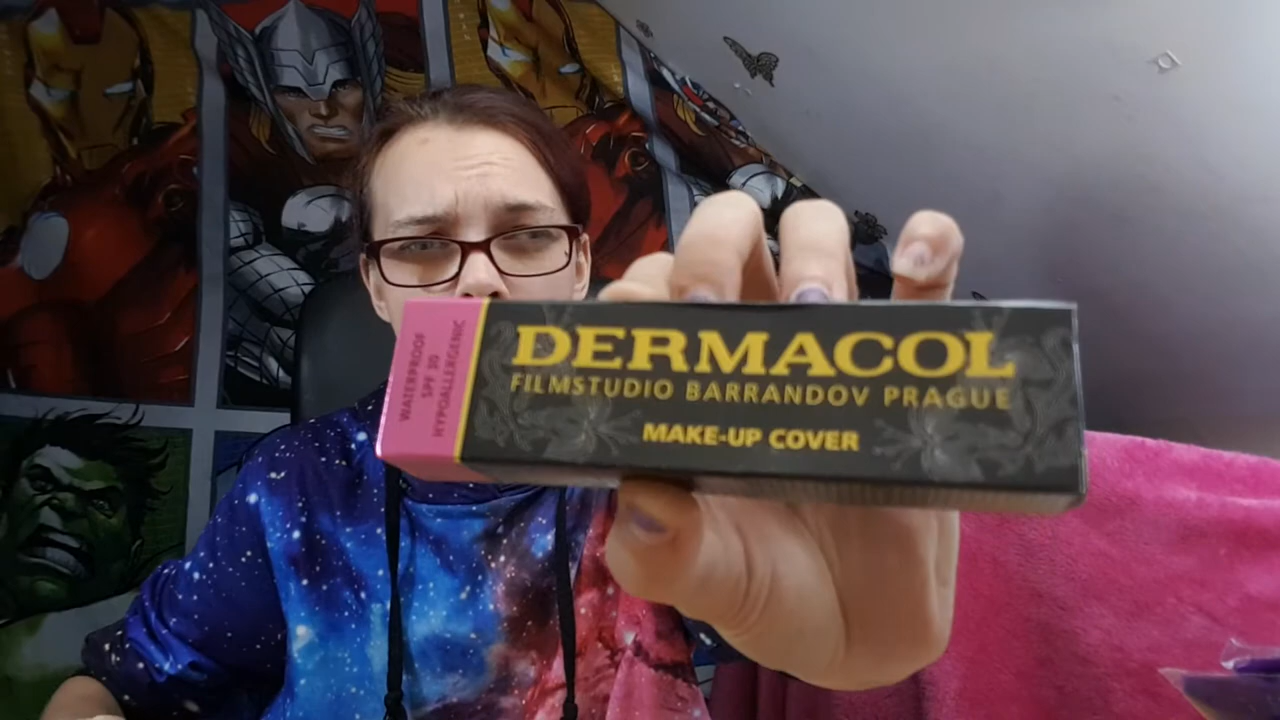 WATERPROOF
SPF 30
HYPOALLERGENIC
DERMACOL
FILMSTUDIO BARRANDOV PRAGUE
MAKE-UP COVER